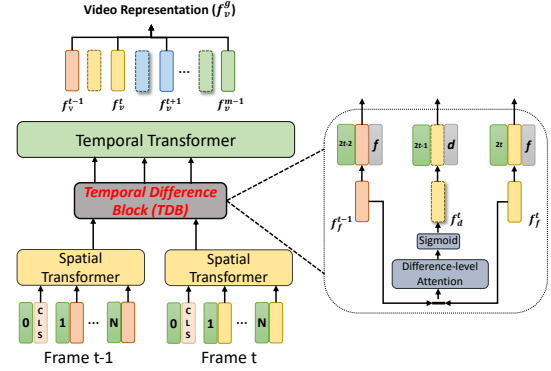 Video Representation (f_v^g)
f_v^{t-1} f_v^t f_v^{t+1} ... f_v^{m-1}
Temporal Transformer
Temporal Difference
Block (TDB)
Spatial
Transformer
Spatial
Transformer
0 CLS 1 ... N
0 CLS 1 ... N
Frame t-1
Frame t
2t-2 f
2t-1 d
2t f
f_f^{t-1}
f_d^t
f_f^t
Sigmoid
Difference-level
Attention